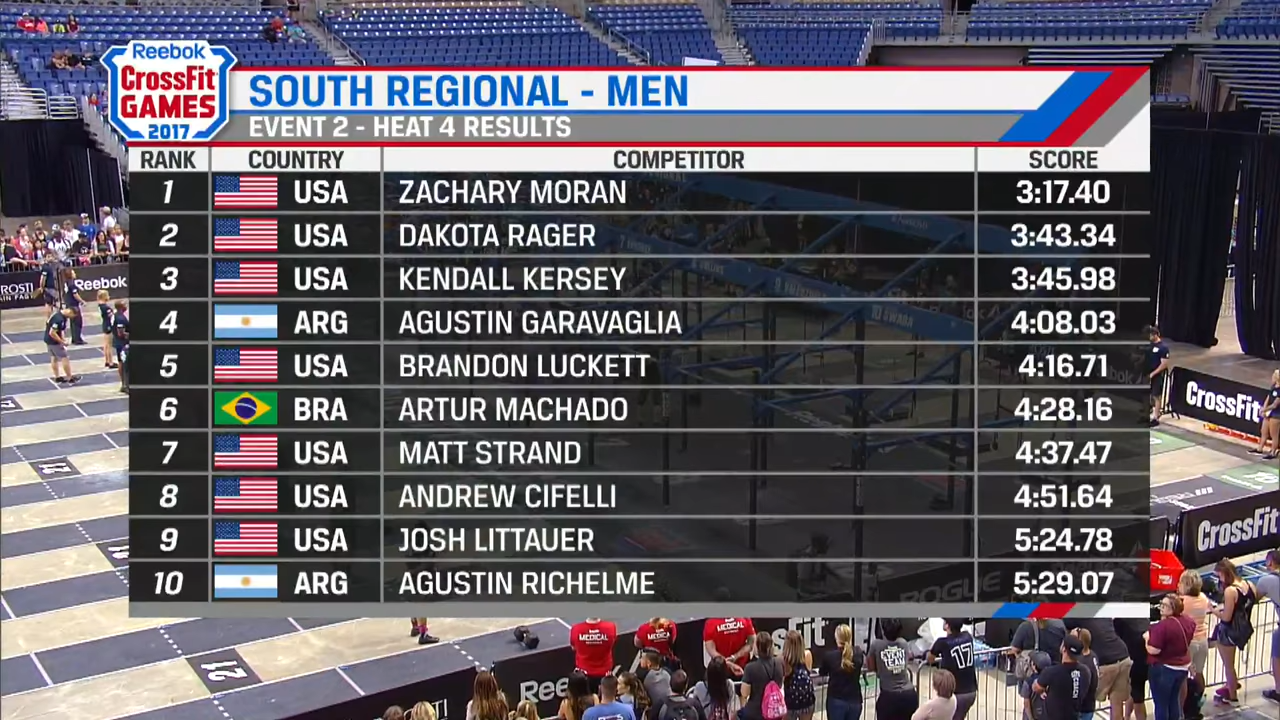 Reebok
CrossFit
GAMES
2017
SOUTH REGIONAL - MEN
EVENT 2 - HEAT 4 RESULTS
RANK COUNTRY COMPETITOR SCORE
1 USA ZACHARY MORAN 3:17.40
2 USA DAKOTA RAGER 3:43.34
3 USA KENDALL KERSEY 3:45.98
4 ARG AGUSTIN GARAVAGLIA 4:08.03
5 USA BRANDON LUCKETT 4:16.71
6 BRA ARTUR MACHADO 4:28.16
7 USA MATT STRAND 4:37.47
8 USA ANDREW CIFELLI 4:51.64
9 USA JOSH LITTAUER 5:24.78
10 ARG AGUSTIN RICHELME 5:29.07
Reebok
CrossFit
CrossFit
ROGUE
MEDICAL
MEDICAL
21
17